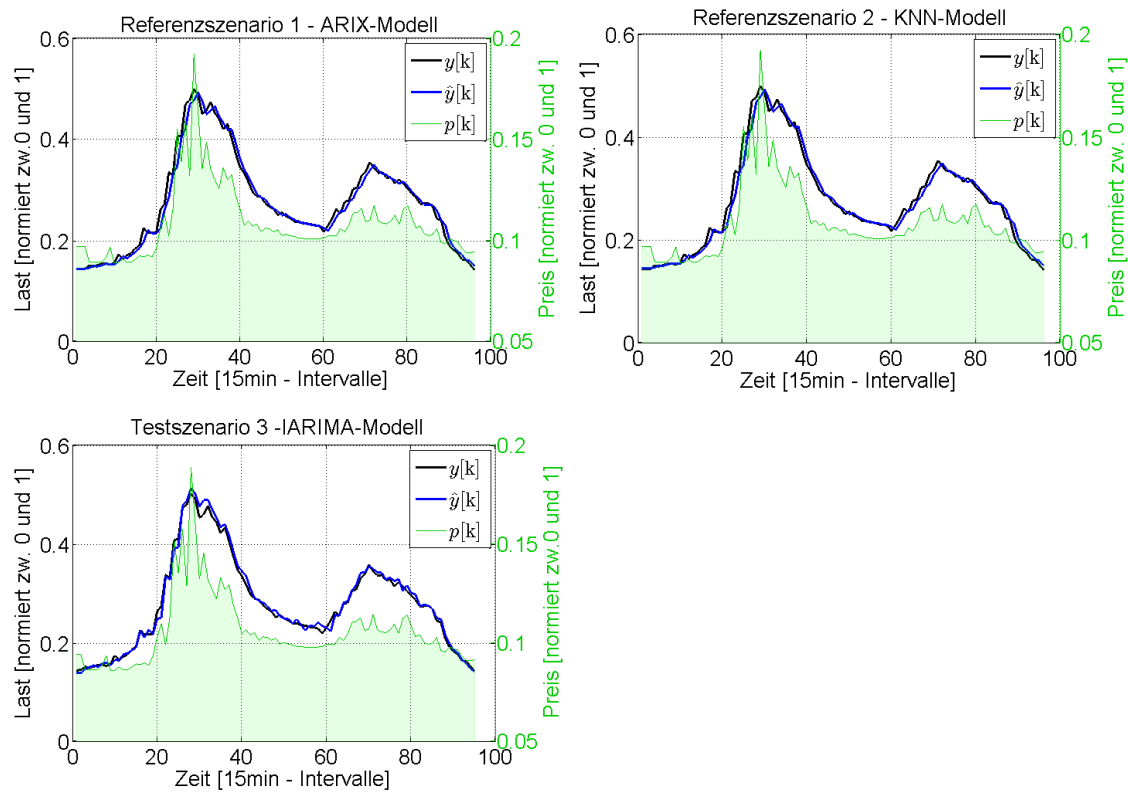 Referenzszenario 1 - ARIX-Modell
0.6
0.4
0.2
0
Last [normiert zw. 0 und 1]
0.2
0.15
0.1
0.05
Preis [normiert zw. 0 und 1]
y[k]
ŷ[k]
p[k]
0 20 40 60 80 100
Zeit [15min - Intervalle]
Referenzszenario 2 - KNN-Modell
0.6
0.4
0.2
0
Last [normiert zw. 0 und 1]
0.2
0.15
0.1
0.05
Preis [normiert zw. 0 und 1]
y[k]
ŷ[k]
p[k]
0 20 40 60 80 100
Zeit [15min - Intervalle]
Testszenario 3 -IARIMA-Modell
0.6
0.4
0.2
0
Last [normiert zw. 0 und 1]
0.2
0.15
0.1
0.05
Preis [normiert zw.0 und 1]
y[k]
ŷ[k]
p[k]
0 20 40 60 80 100
Zeit [15min - Intervalle]